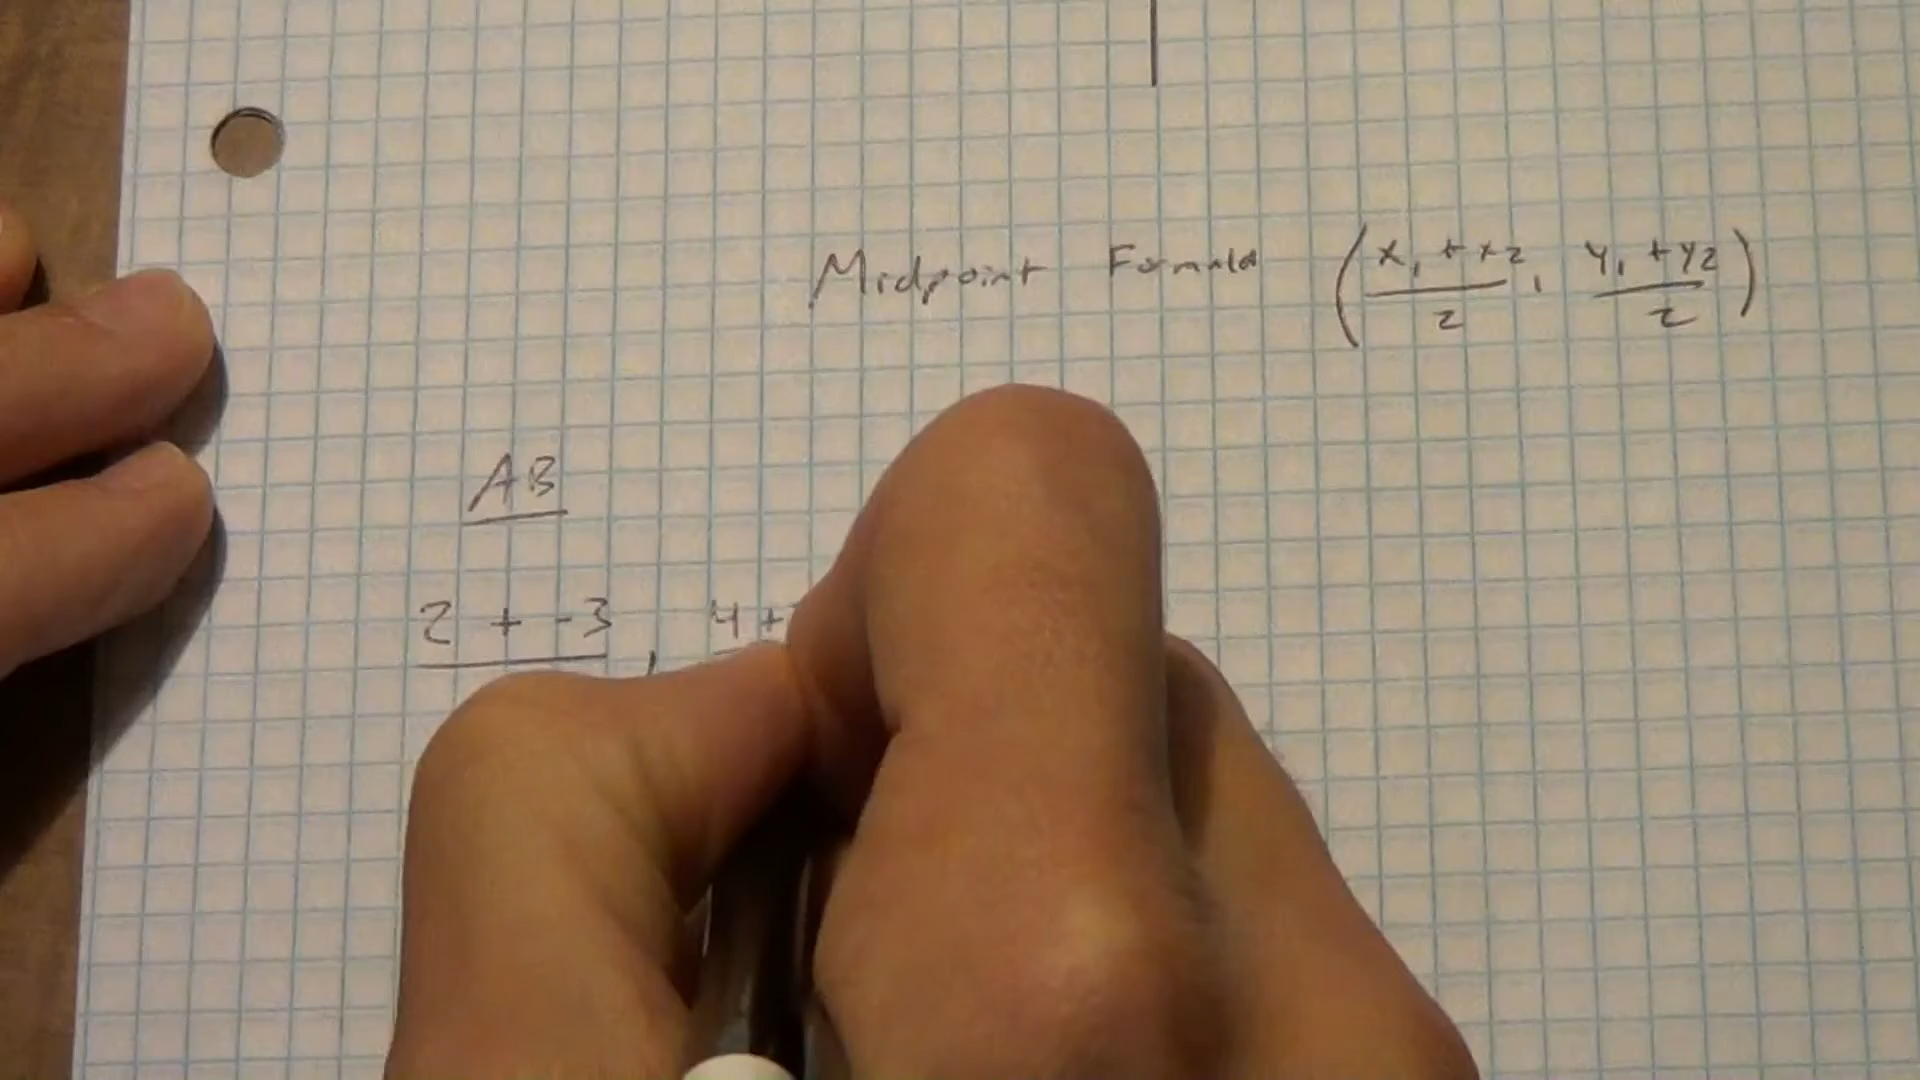 Midpoint Formula (x₁ + x2 / 2, y₁ + y2 / 2)
AB
2 + -3, 4+